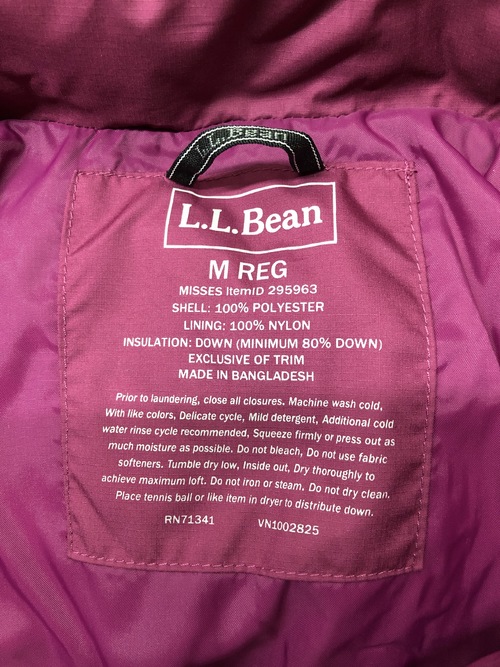 L.L.Bean
L.L.Bean
M REG
MISSES ItemID 295963
SHELL: 100% POLYESTER
LINING: 100% NYLON
INSULATION: DOWN (MINIMUM 80% DOWN)
EXCLUSIVE OF TRIM
MADE IN BANGLADESH
Prior to laundering, close all closures. Machine wash cold,
With like colors, Delicate cycle, Mild detergent, Additional cold
water rinse cycle recommended, Squeeze firmly or press out as
much moisture as possible. Do not bleach, Do not use fabric
softeners. Tumble dry low, Inside out, Dry thoroughly to
achieve maximum loft. Do not iron or steam. Do not dry clean.
Place tennis ball or like item in dryer to distribute down.
RN71341 VN1002825